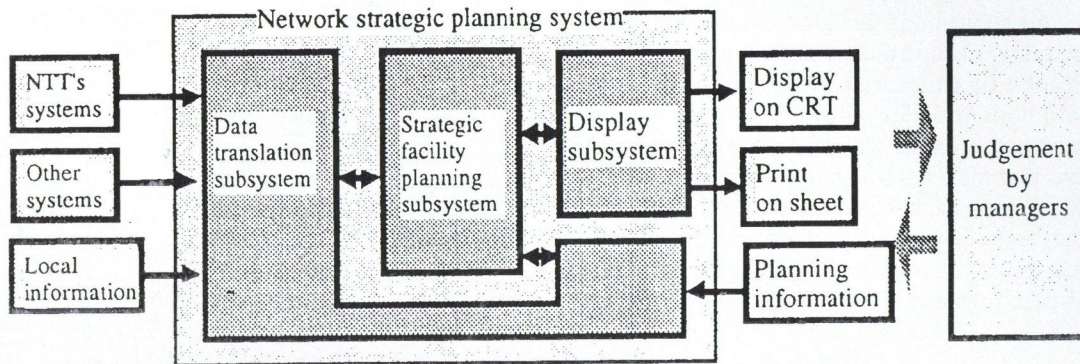 Network strategic planning system
NTT's
systems
Other
systems
Local
information
Data
translation
subsystem
Strategic
facility
planning
subsystem
Display
subsystem
Display
on CRT
Print
on sheet
Planning
information
Judgement
by
managers